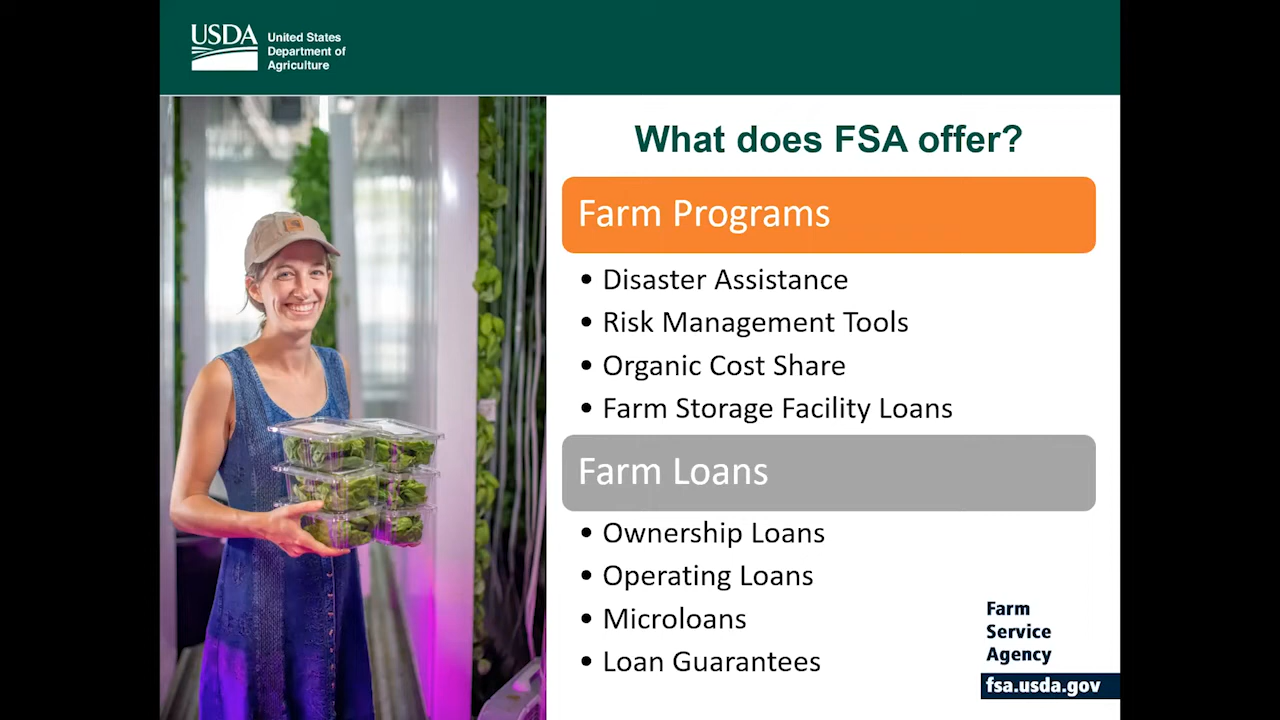 USDA
United States
Department of
Agriculture
What does FSA offer?
Farm Programs
• Disaster Assistance
• Risk Management Tools
• Organic Cost Share
• Farm Storage Facility Loans
Farm Loans
• Ownership Loans
• Operating Loans
• Microloans
• Loan Guarantees
Farm
Service
Agency
fsa.usda.gov